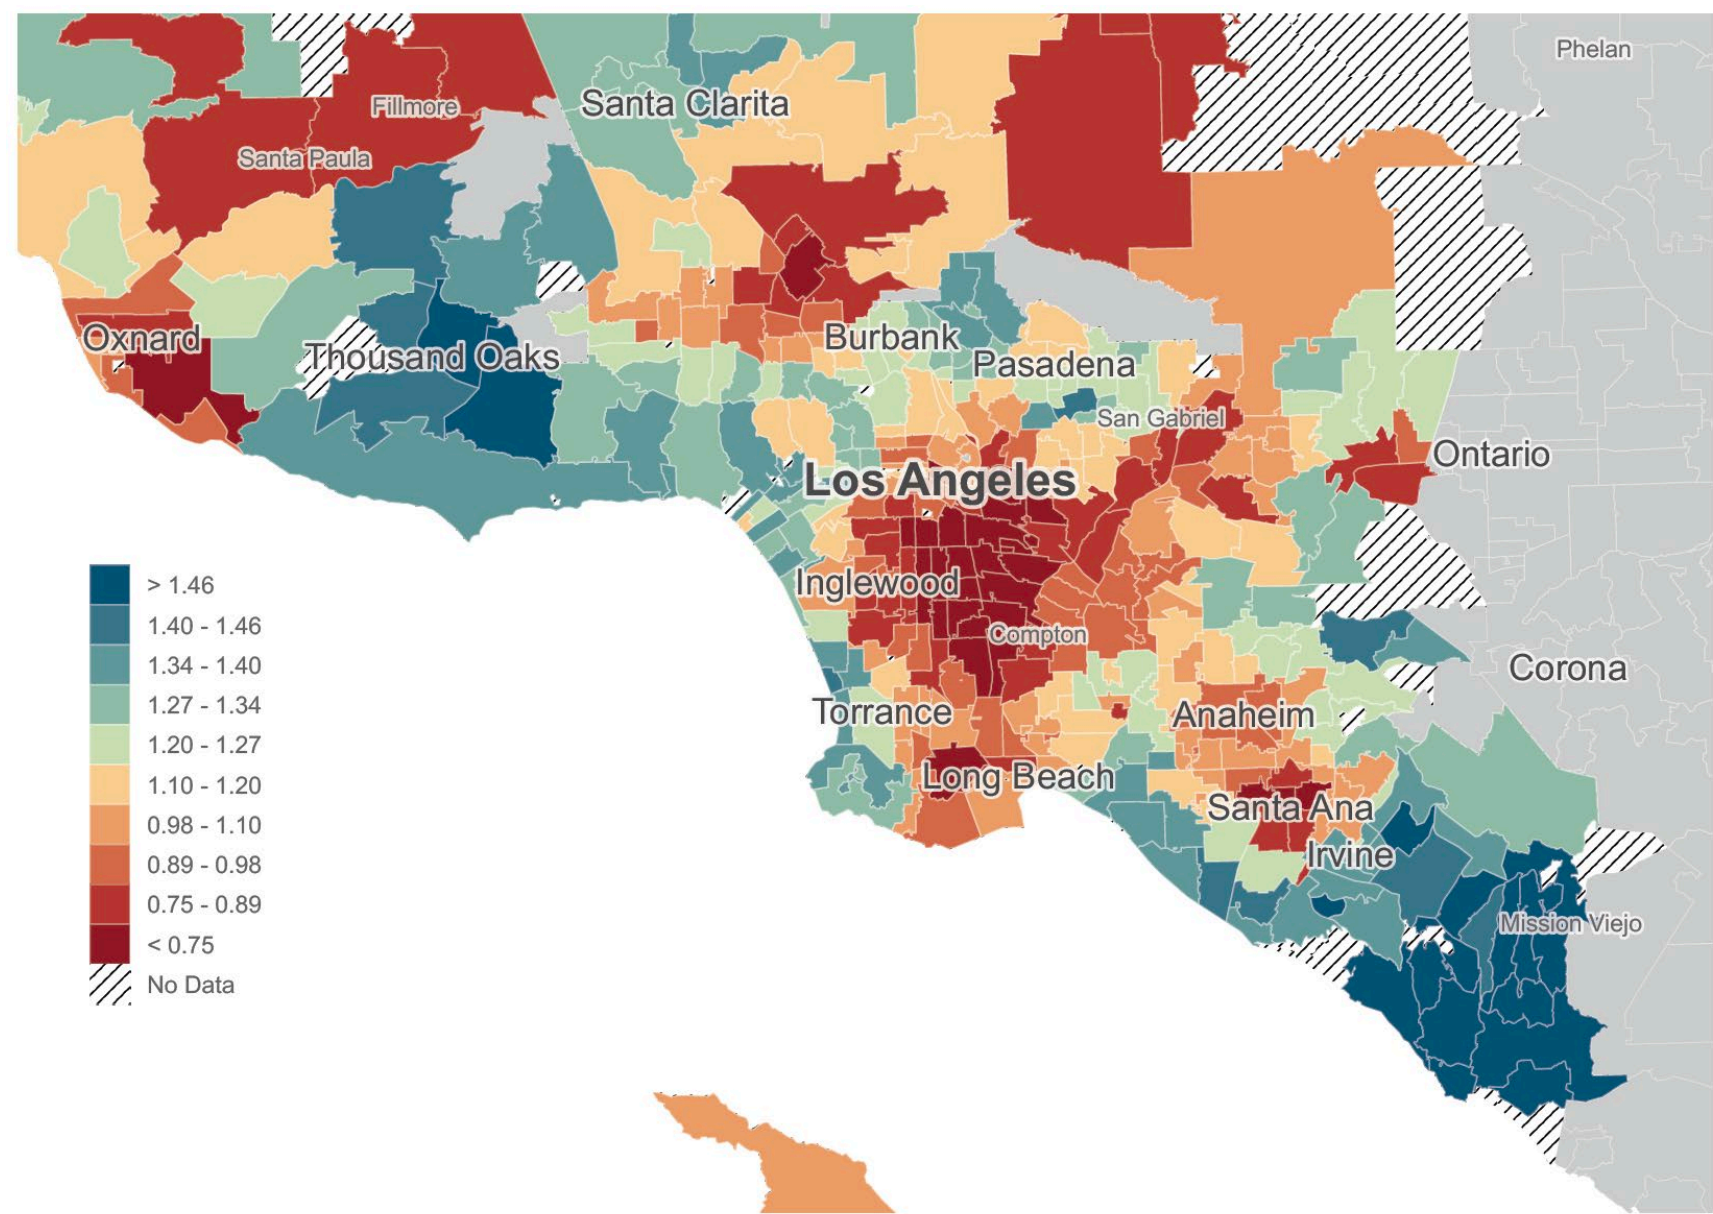 Phelan
Santa Clarita
Fillmore
Santa Paula
Oxnard
Burbank
Thousand Oaks
Pasadena
San Gabriel
Ontario
Los Angeles
Inglewood
Compton
Corona
Torrance
Anaheim
Long Beach
Santa Ana
Irvine
Mission Viejo
> 1.46
1.40 - 1.46
1.34 - 1.40
1.27 - 1.34
1.20 - 1.27
1.10 - 1.20
0.98 - 1.10
0.89 - 0.98
0.75 - 0.89
< 0.75
No Data